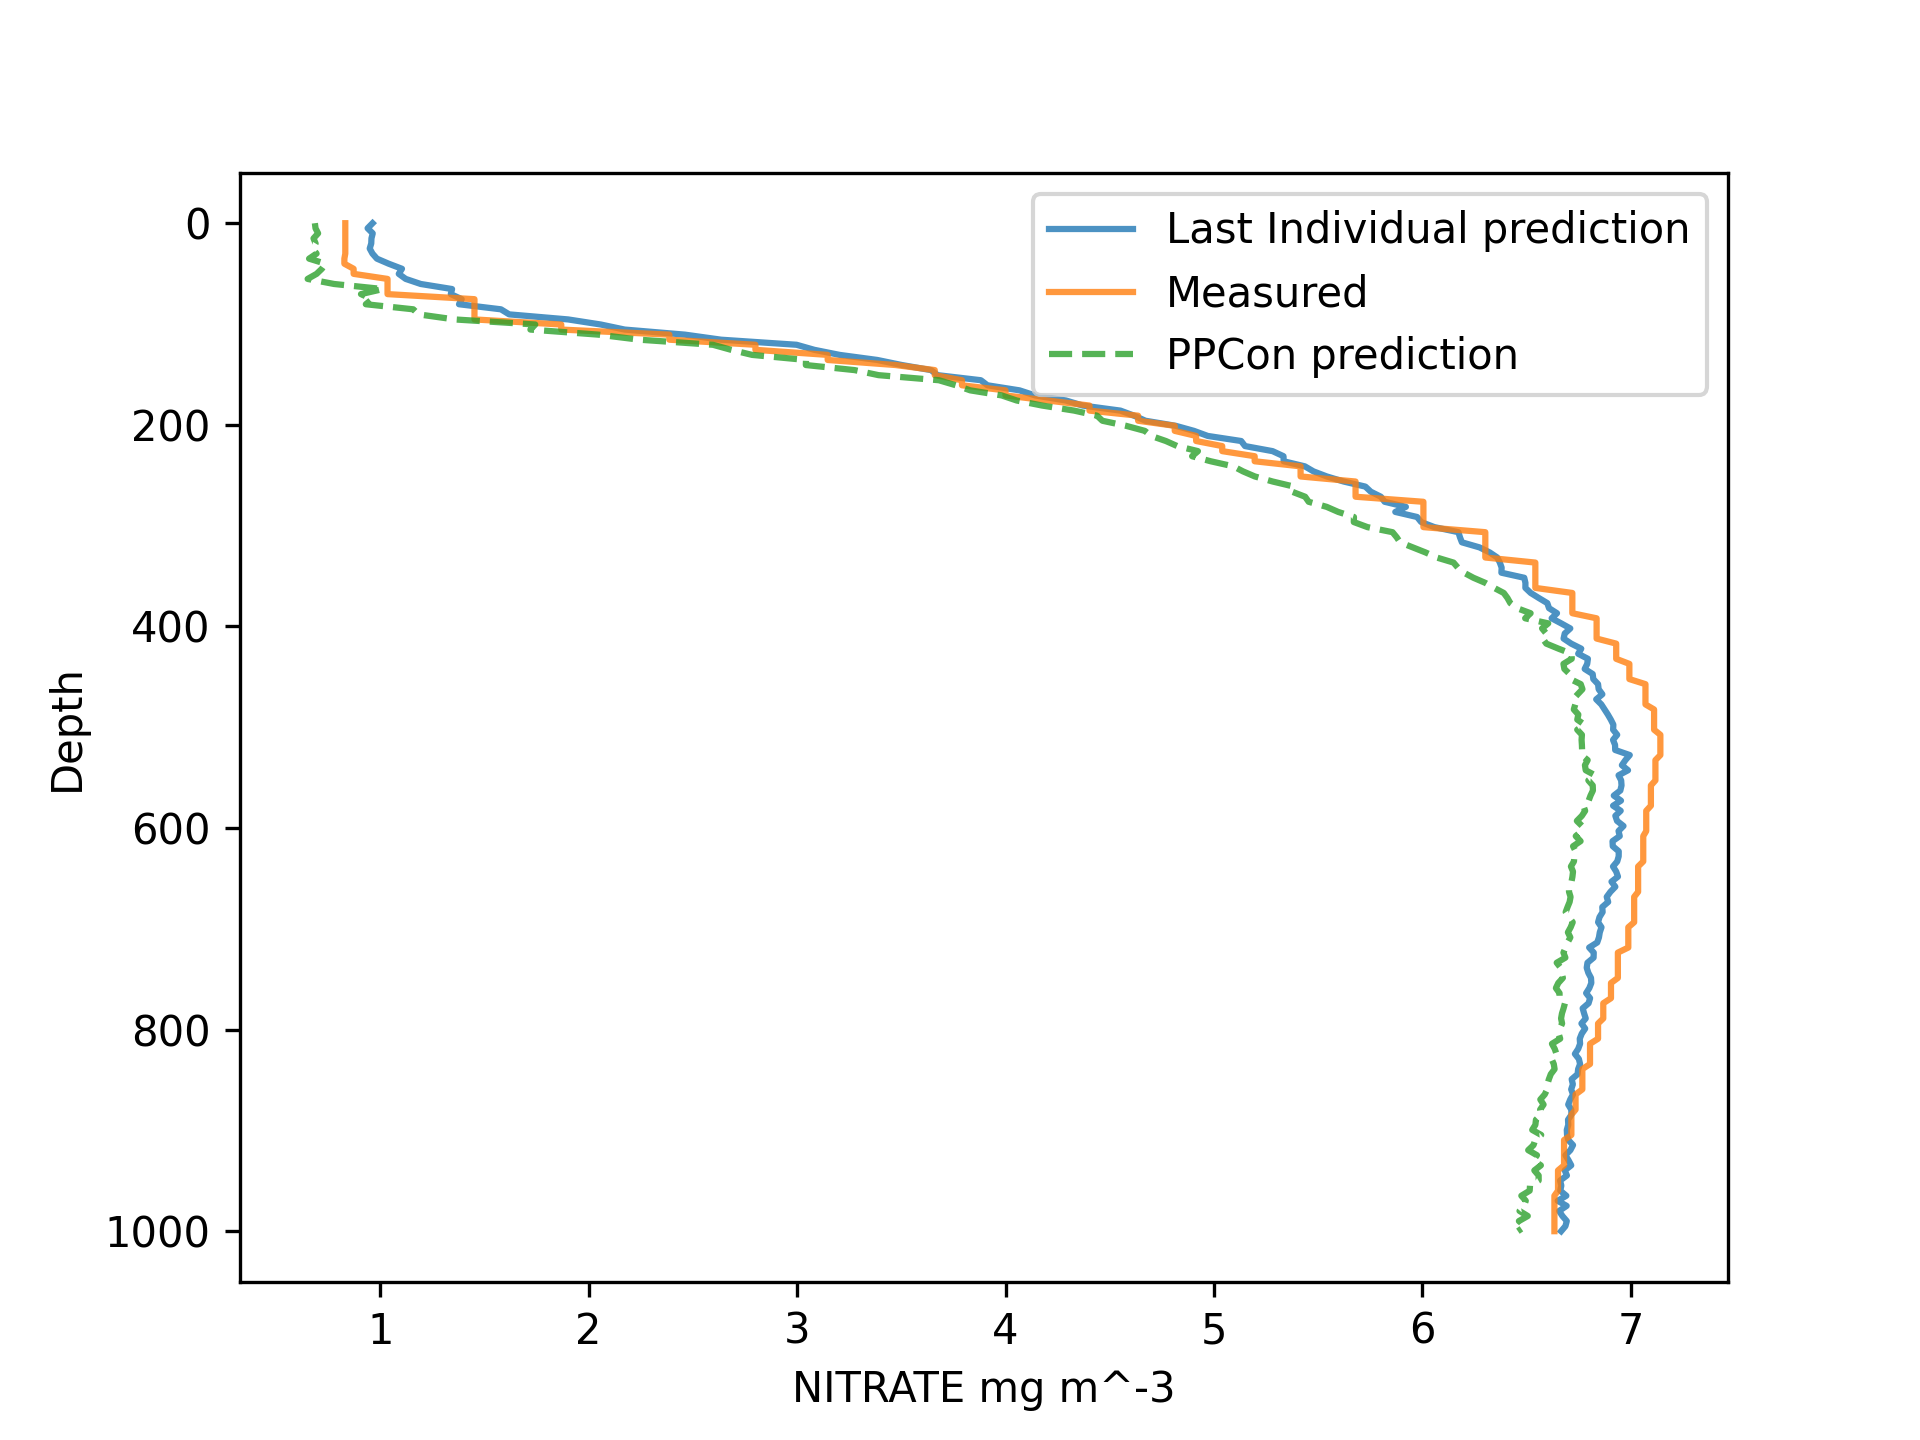 Last Individual prediction
Measured
PPCon prediction
0
200
400
600
800
1000
Depth
1 2 3 4 5 6 7
NITRATE mg m^-3